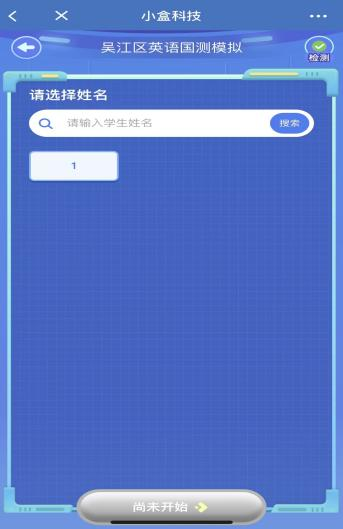 小盒科技
吴江区英语国测模拟
检测
请选择姓名
请输入学生姓名
搜索
1
尚未开始